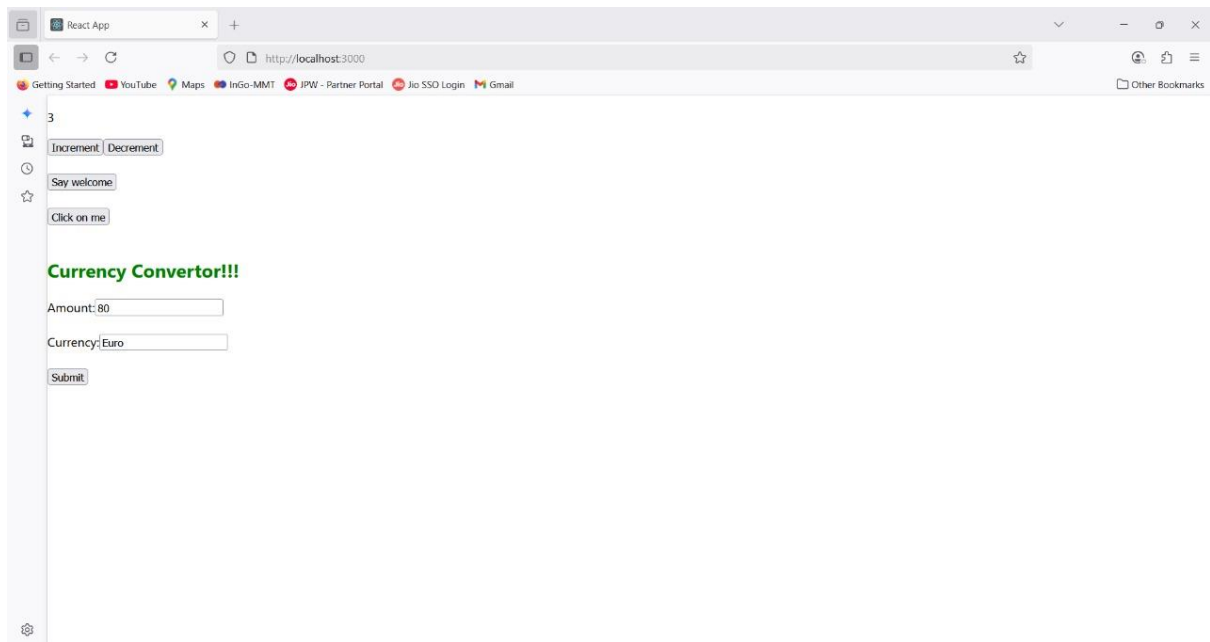 React App
http://localhost:3000
Getting Started YouTube Maps InGo-MMT JPW - Partner Portal Jio SSO Login Gmail Other Bookmarks
3
Increment Decrement
Say welcome
Click on me
Currency Convertor!!!
Amount: 80
Currency: Euro
Submit